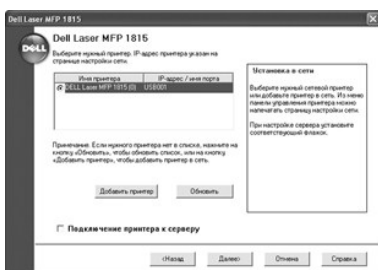 Dell Laser MFP 1815
DELL
Dell Laser MFP 1815
Выберите нужный принтер. IP-адрес принтера указан на
странице настройки сети.
Имя принтера IP-адрес / имя порта
DELL Laser MFP 1815 (0) USB001
Примечание. Если нужного принтера нет в списке, нажмите на
кнопку «Обновить», чтобы обновить список, или на кнопку
«Добавить принтер», чтобы добавить принтер в сеть.
Добавить принтер Обновить
Подключение принтера к серверу
Установка в сети
Выберите нужный сетевой принтер
или добавьте принтер в сеть. Из меню
панели управления принтера можно
напечатать страницу настройки сети.
При настройке сервера установите
соответствующий флажок.
<Назад Далее> Отмена Справка